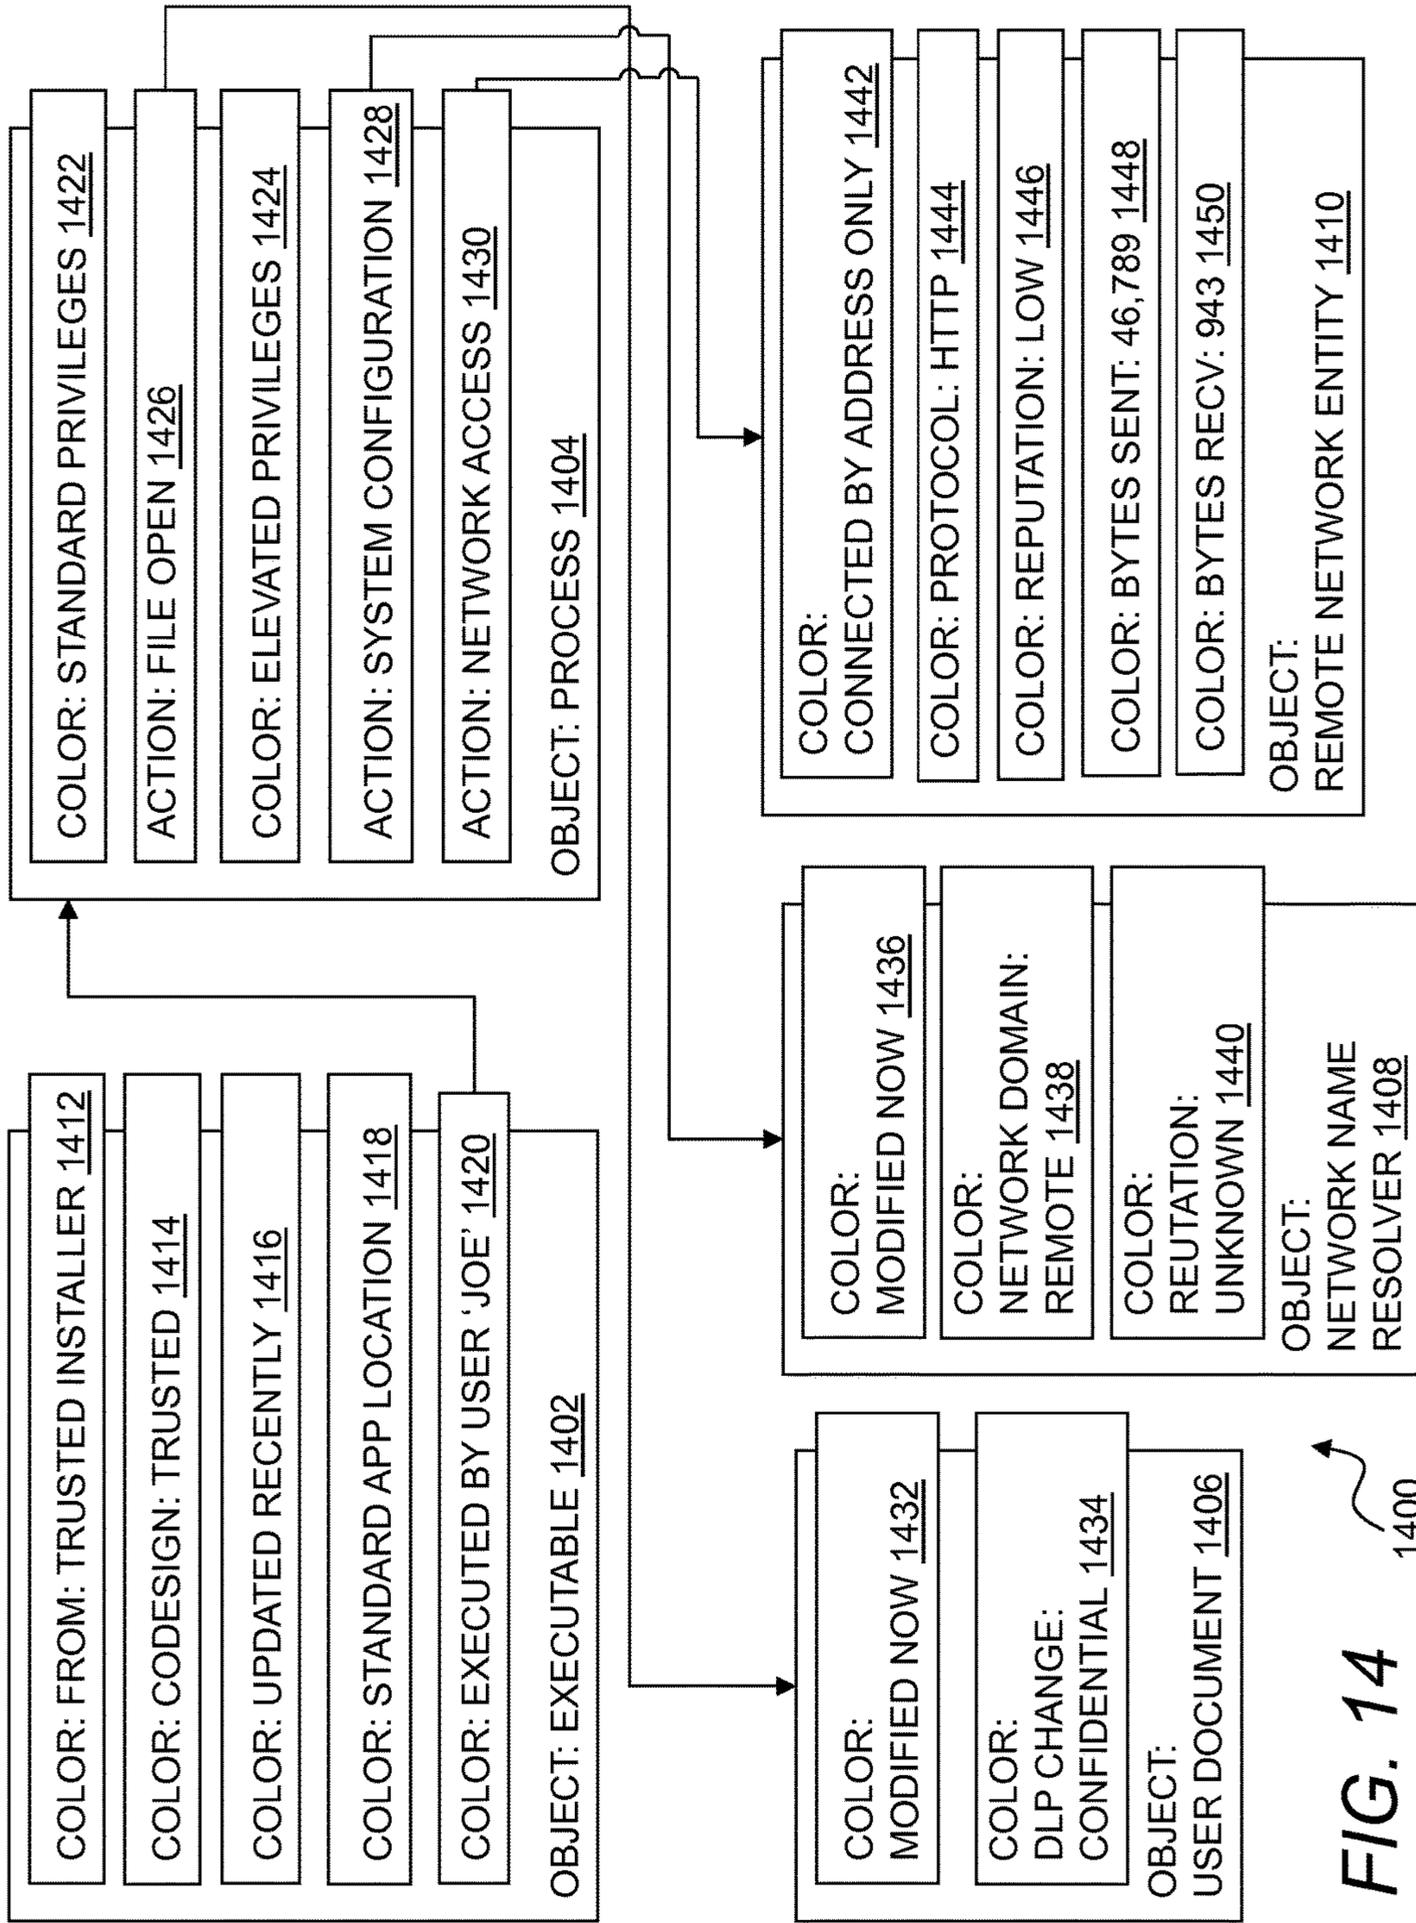 COLOR: FROM: TRUSTED INSTALLER 1412
COLOR: CODESIGN: TRUSTED 1414
COLOR: UPDATED RECENTLY 1416
COLOR: STANDARD APP LOCATION 1418
COLOR: EXECUTED BY USER ‘JOE’ 1420
OBJECT: EXECUTABLE 1402
COLOR: STANDARD PRIVILEGES 1422
ACTION: FILE OPEN 1426
COLOR: ELEVATED PRIVILEGES 1424
ACTION: SYSTEM CONFIGURATION 1428
ACTION: NETWORK ACCESS 1430
OBJECT: PROCESS 1404
COLOR:
MODIFIED NOW 1432
COLOR:
DLP CHANGE:
CONFIDENTIAL 1434
OBJECT:
USER DOCUMENT 1406
COLOR:
MODIFIED NOW 1436
COLOR:
NETWORK DOMAIN:
REMOTE 1438
COLOR:
REUTATION:
UNKNOWN 1440
OBJECT:
NETWORK NAME
RESOLVER 1408
COLOR:
CONNECTED BY ADDRESS ONLY 1442
COLOR: PROTOCOL: HTTP 1444
COLOR: REPUTATION: LOW 1446
COLOR: BYTES SENT: 46,789 1448
COLOR: BYTES RECV: 943 1450
OBJECT:
REMOTE NETWORK ENTITY 1410
1400
FIG. 14